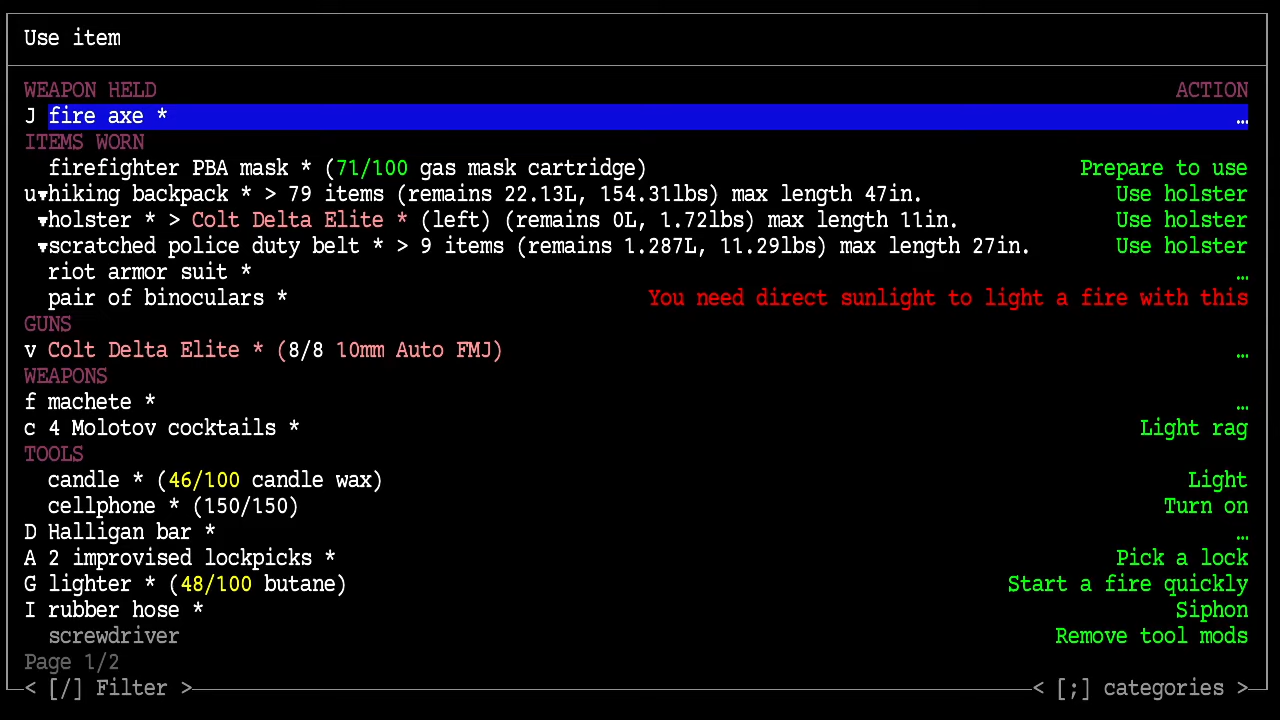 Use item
WEAPON HELD ACTION
J fire axe * …
ITEMS WORN
firefighter PBA mask * (71/100 gas mask cartridge) Prepare to use
u▾hiking backpack * > 79 items (remains 22.13L, 154.31lbs) max length 47in. Use holster
▾holster * > Colt Delta Elite * (left) (remains 0L, 1.72lbs) max length 11in. Use holster
▾scratched police duty belt * > 9 items (remains 1.287L, 11.29lbs) max length 27in. Use holster
riot armor suit * …
pair of binoculars * You need direct sunlight to light a fire with this
GUNS
v Colt Delta Elite * (8/8 10mm Auto FMJ) …
WEAPONS
f machete * …
c 4 Molotov cocktails * Light rag
TOOLS
candle * (46/100 candle wax) Light
cellphone * (150/150) Turn on
D Halligan bar * …
A 2 improvised lockpicks * Pick a lock
G lighter * (48/100 butane) Start a fire quickly
I rubber hose * Siphon
screwdriver Remove tool mods
Page 1/2
< [/] Filter > < [;] categories >